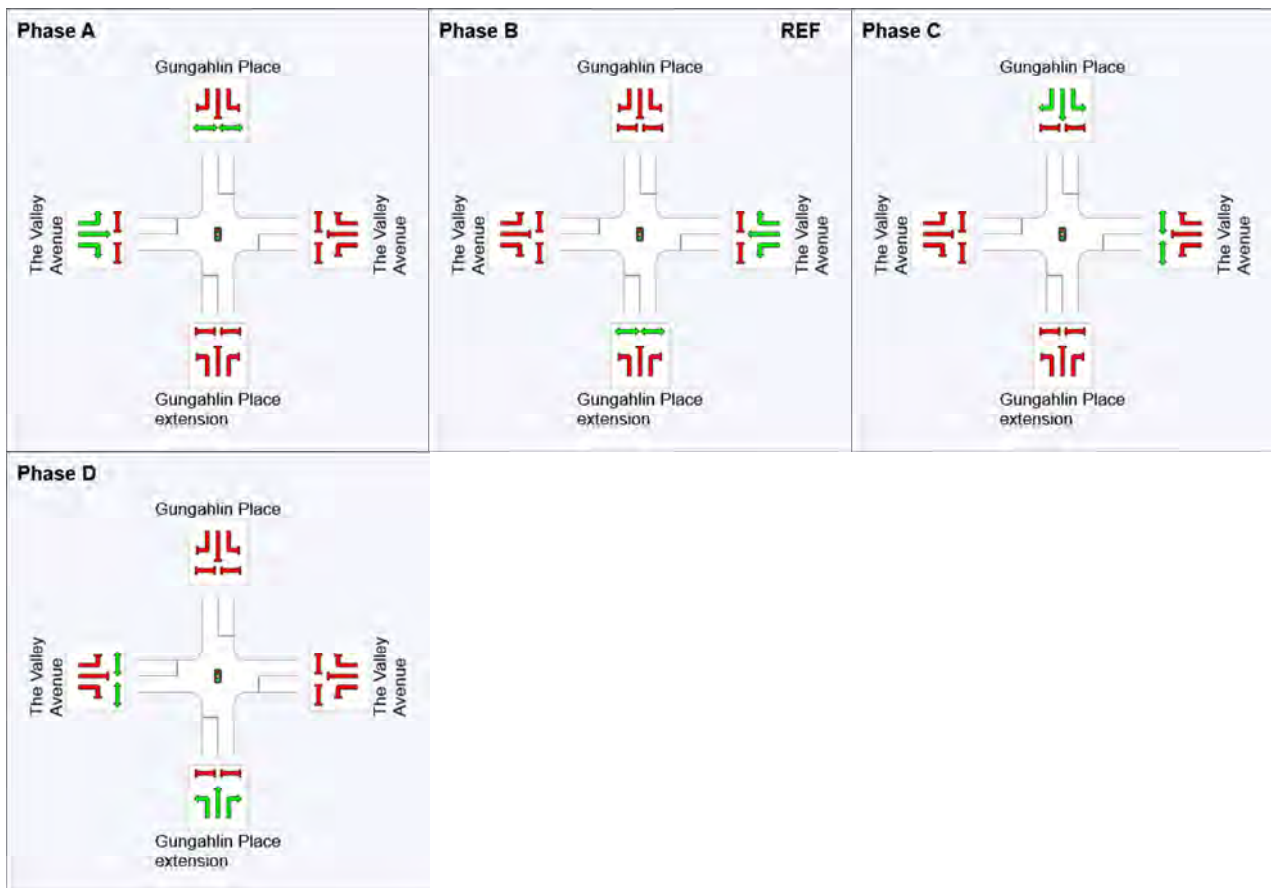 Phase A
Gungahlin Place
The Valley
Avenue
The Valley
Avenue
Gungahlin Place
extension
Phase B
REF
Gungahlin Place
The Valley
Avenue
The Valley
Avenue
Gungahlin Place
extension
Phase C
Gungahlin Place
The Valley
Avenue
The Valley
Avenue
Gungahlin Place
extension
Phase D
Gungahlin Place
The Valley
Avenue
The Valley
Avenue
Gungahlin Place
extension